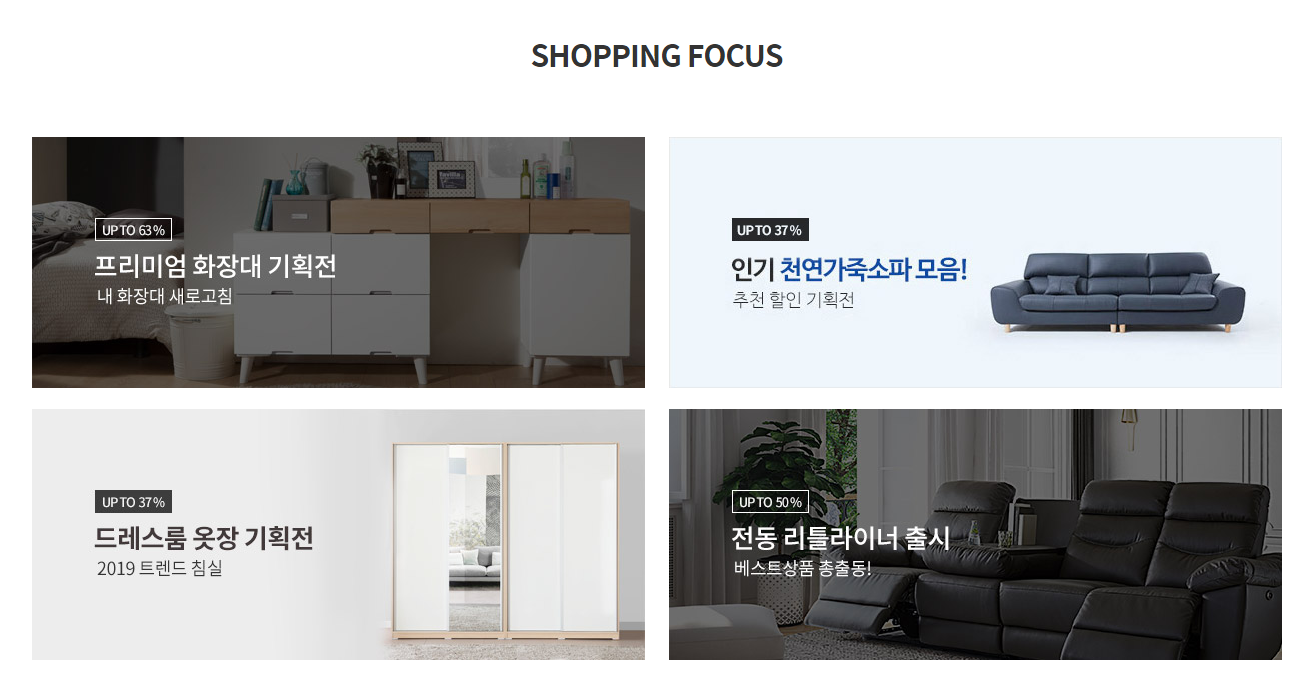 SHOPPING FOCUS
UPTO 63%
프리미엄 화장대 기획전
내 화장대 새로고침
UPTO 37%
인기 천연가죽소파 모음!
추천 할인 기획전
UPTO 37%
드레스룸 옷장 기획전
2019 트렌드 침실
UPTO 50%
전동 리틀라이너 출시
베스트상품 총출동!